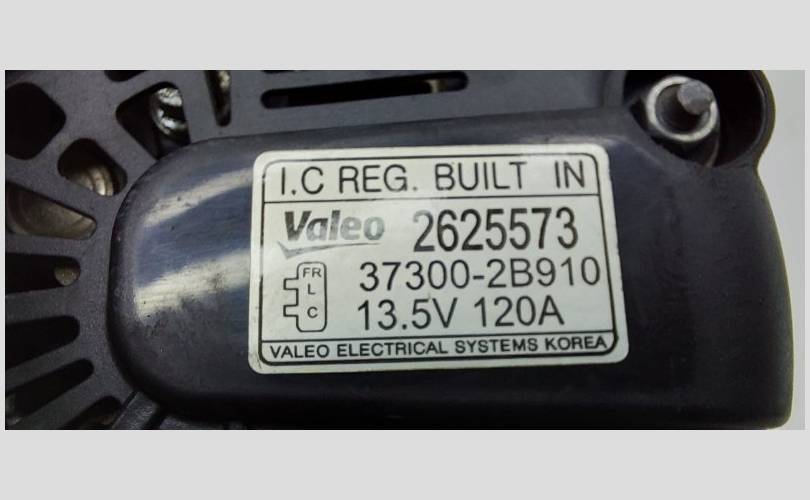 I.C REG. BUILT IN
Valeo 2625573
FR
37300-2B910
L
C
13.5V 120A
VALEO ELECTRICAL SYSTEMS KOREA